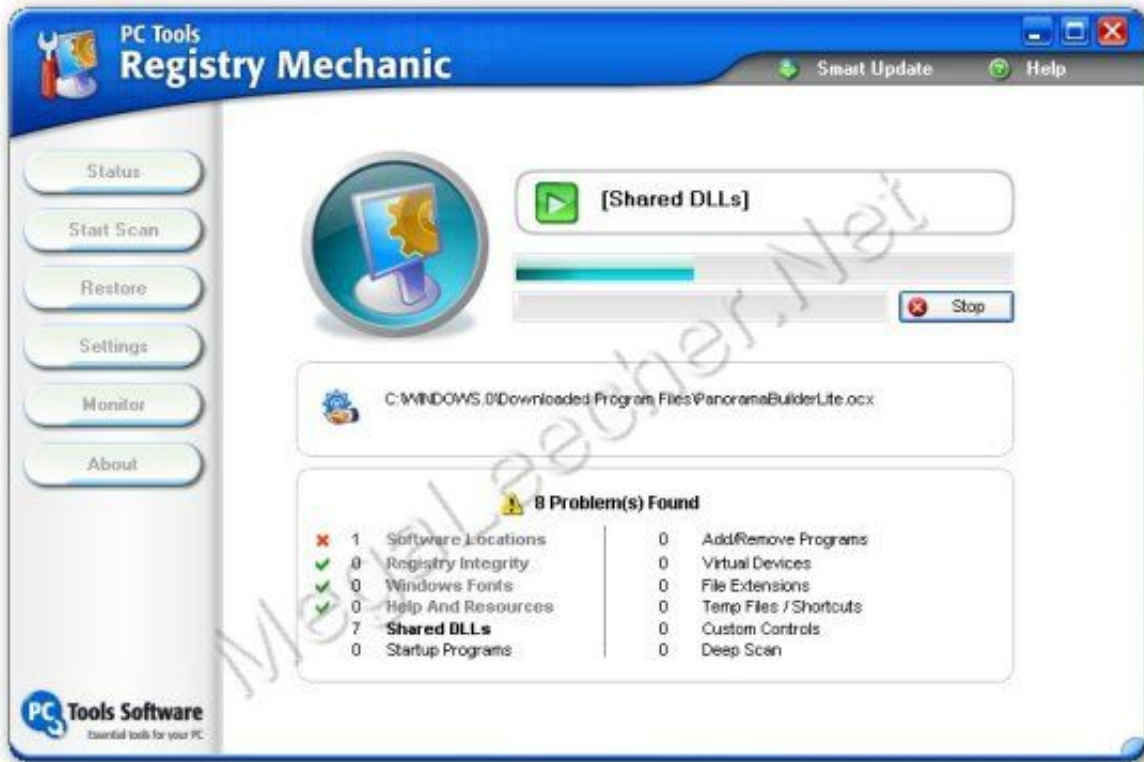 PC Tools
Registry Mechanic
Smart Update
Help
Status
Start Scan
Restore
Settings
Monitor
About
[Shared DLLs]
Stop
C:\WINDOWS.0\Downloaded Program Files\PanoramaBuilderLite.ocx
8 Problem(s) Found
1 Software Locations
0 Registry Integrity
0 Windows Fonts
0 Help And Resources
7 Shared DLLs
0 Startup Programs
0 Add/Remove Programs
0 Virtual Devices
0 File Extensions
0 Temp Files / Shortcuts
0 Custom Controls
0 Deep Scan
MegaLeecher.Net
PC Tools Software
Essential tools for your PC